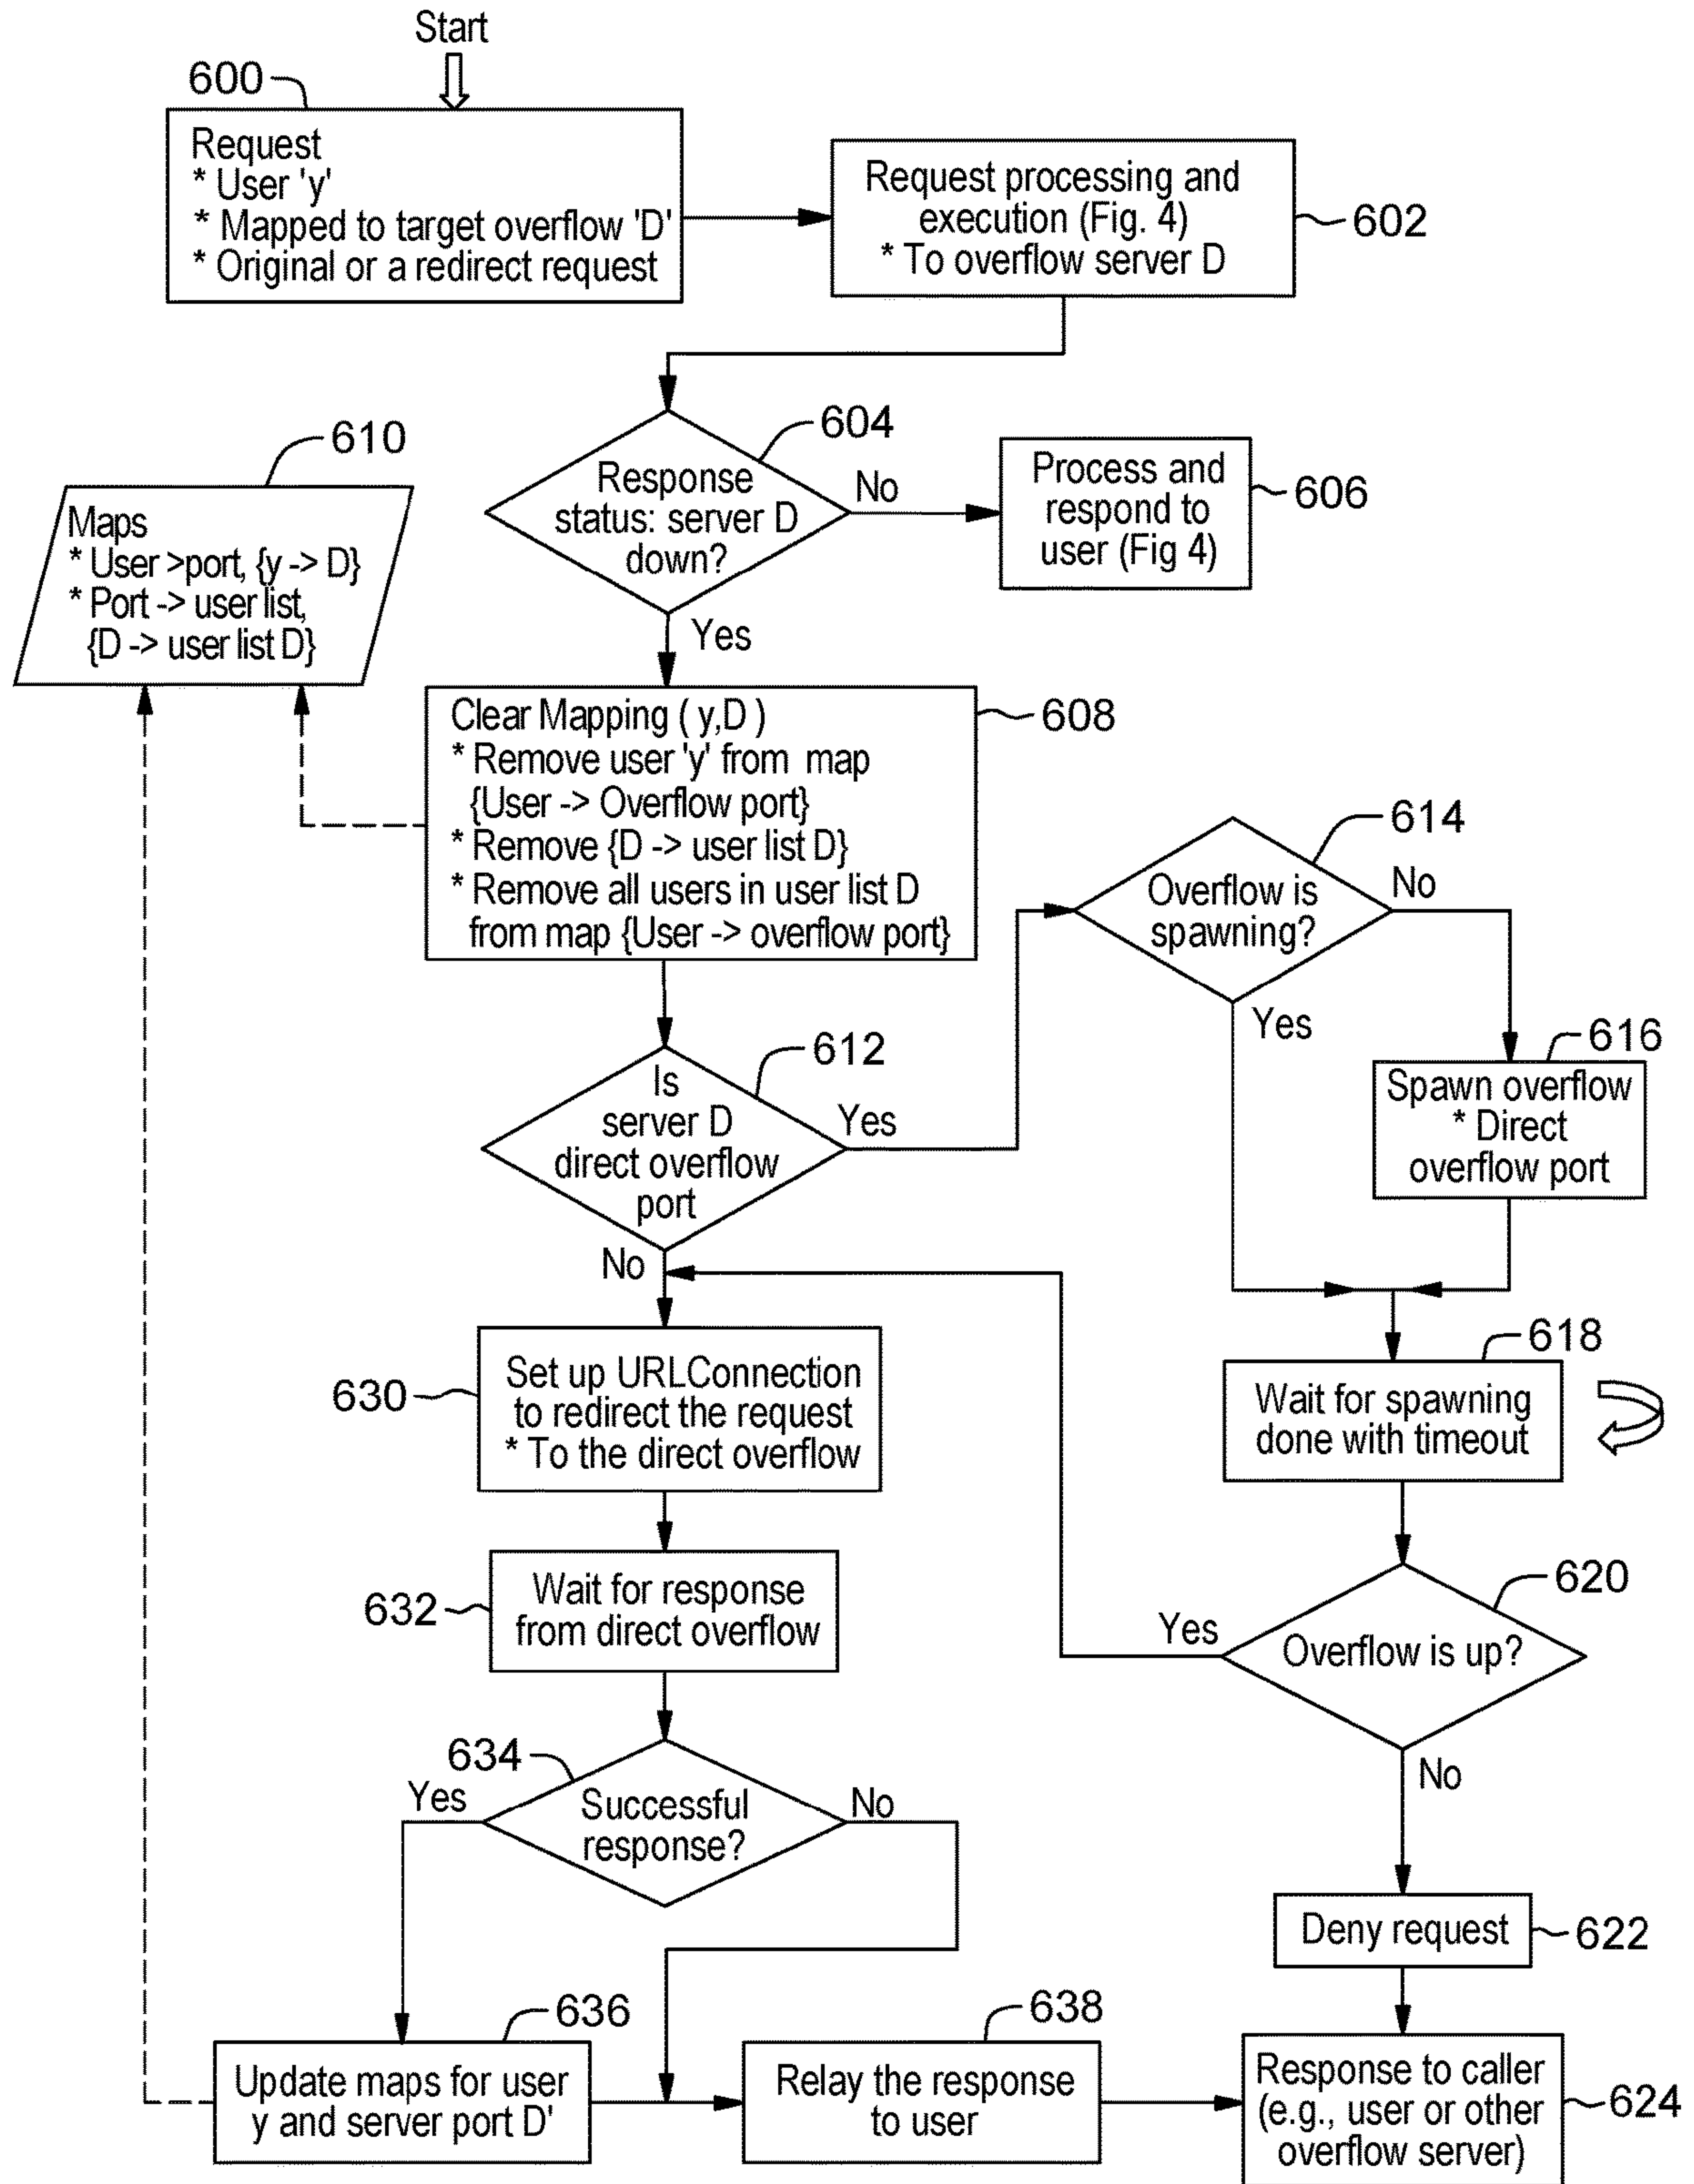 Start
600
Request
* User 'y'
* Mapped to target overflow 'D'
* Original or a redirect request
Request processing and
execution (Fig. 4)
* To overflow server D
602
604
Response
status: server D
down?
No
Yes
Process and
respond to
user (Fig 4)
606
610
Maps
* User >port, {y -> D}
* Port -> user list,
{D -> user list D}
Clear Mapping ( y,D )
* Remove user 'y' from map
{User -> Overflow port}
* Remove {D -> user list D}
* Remove all users in user list D
from map {User -> overflow port}
608
612
Is
server D
direct overflow
port
Yes
No
614
Overflow is
spawning?
No
Yes
616
Spawn overflow
* Direct
overflow port
618
Wait for spawning
done with timeout
620
Overflow is up?
Yes
No
630
Set up URLConnection
to redirect the request
* To the direct overflow
632
Wait for response
from direct overflow
634
Successful
response?
Yes
No
Deny request
622
636
Update maps for user
y and server port D'
638
Relay the response
to user
Response to caller
(e.g., user or other
overflow server)
624